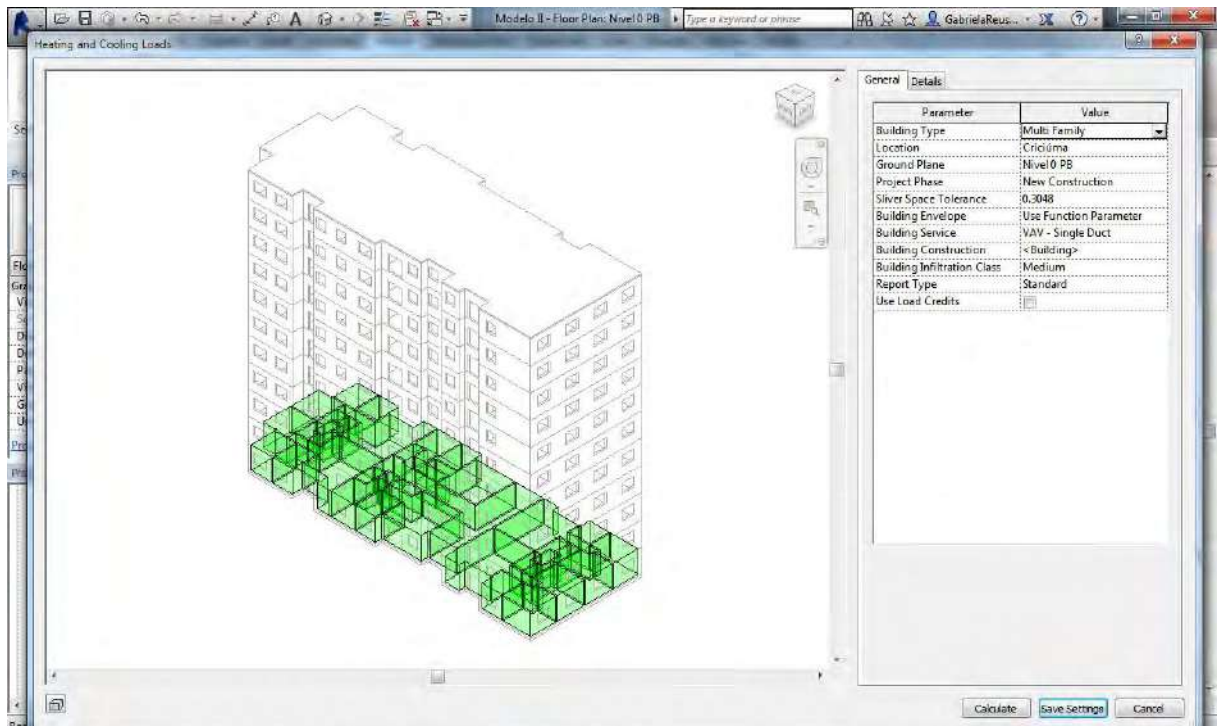 Modelo II - Floor Plan: Nivel 0 PB
Type a keyword or phrase
GabrielaReus...
Heating and Cooling Loads
General Details
Parameter Value
Building Type Multi Family
Location Criciúma
Ground Plane Nivel 0 PB
Project Phase New Construction
Sliver Space Tolerance 0.3048
Building Envelope Use Function Parameter
Building Service VAV - Single Duct
Building Construction <Building>
Building Infiltration Class Medium
Report Type Standard
Use Load Credits
Calculate Save Settings Cancel